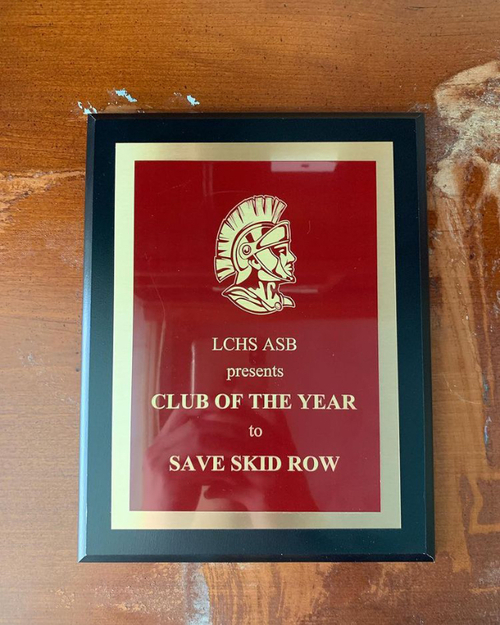 LCHS ASB
presents
CLUB OF THE YEAR
to
SAVE SKID ROW